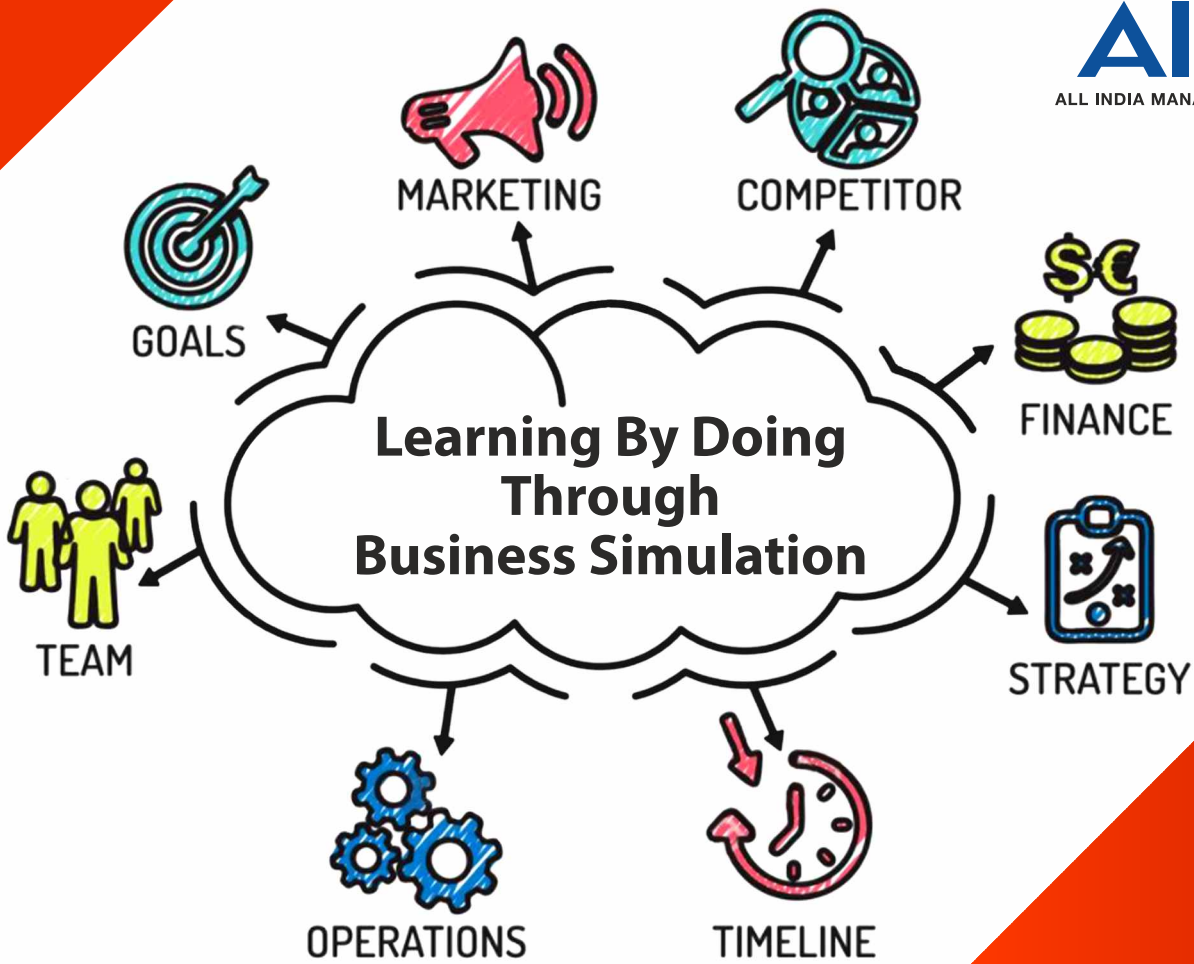 AI
ALL INDIA MANA
MARKETING
COMPETITOR
GOALS
$€
FINANCE
Learning By Doing
Through
Business Simulation
TEAM
STRATEGY
OPERATIONS
TIMELINE